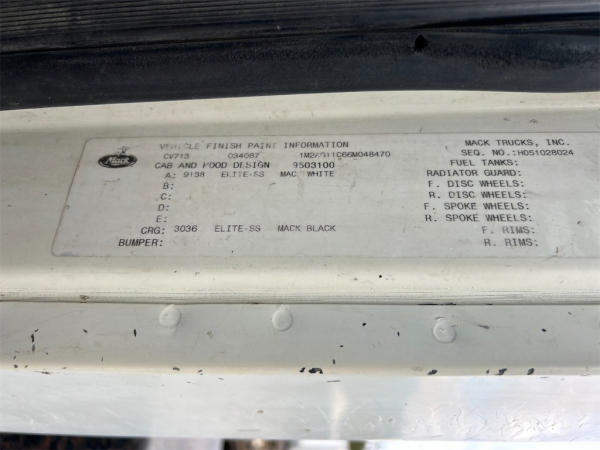 Mack
VEHICLE FINISH PAINT INFORMATION
MACK TRUCKS, INC.
CV713 034087
SEQ. NO.:H051028024
CAB AND HOOD DESIGN 9503100
FUEL TANKS:
A: 9138 ELITE-SS MACK WHITE
RADIATOR GUARD:
B:
F. DISC WHEELS:
C:
R. DISC WHEELS:
D:
F. SPOKE WHEELS:
E:
R. SPOKE WHEELS:
CRG: 3036 ELITE-SS MACK BLACK
F. RIMS:
BUMPER:
R. RIMS: